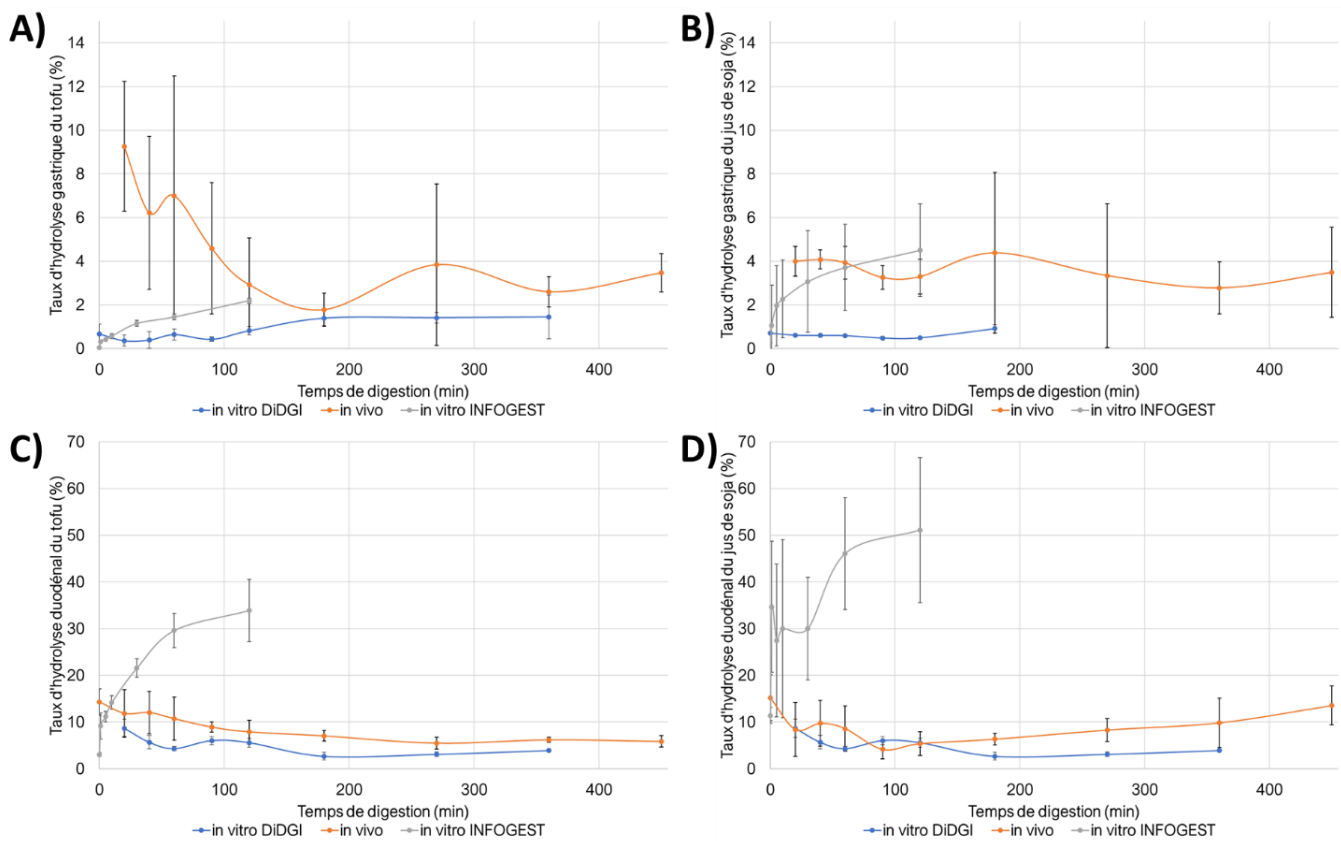 A)
Taux d'hydrolyse gastrique du tofu (%)
14
12
10
8
6
4
2
0
0 100 200 300 400
Temps de digestion (min)
in vitro DiDGI in vivo in vitro INFOGEST
B)
Taux d'hydrolyse gastrique du jus de soja (%)
14
12
10
8
6
4
2
0
0 100 200 300 400
Temps de digestion (min)
in vitro DiDGI in vivo in vitro INFOGEST
C)
Taux d'hydrolyse duodénal du tofu (%)
70
60
50
40
30
20
10
0
0 100 200 300 400
Temps de digestion (min)
in vitro DiDGI in vivo in vitro INFOGEST
D)
Taux d'hydrolyse duodénal du jus de soja (%)
70
60
50
40
30
20
10
0
0 100 200 300 400
Temps de digestion (min)
in vitro DiDGI in vivo in vitro INFOGEST